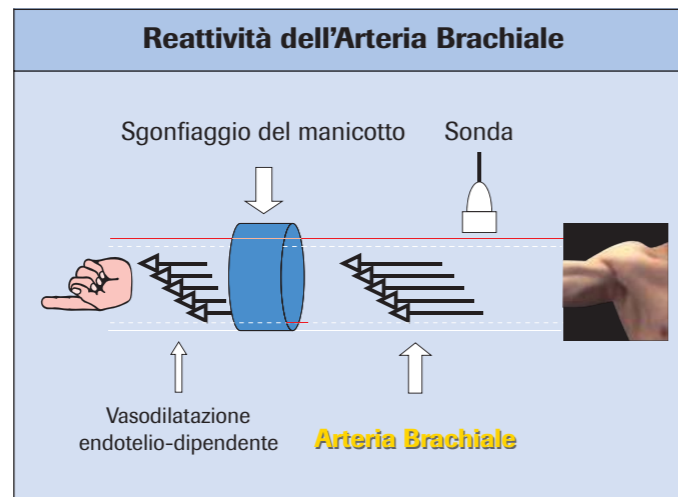 Reattività dell'Arteria Brachiale
Sgonfiaggio del manicotto
Sonda
Vasodilatazione
endotelio-dipendente
Arteria Brachiale